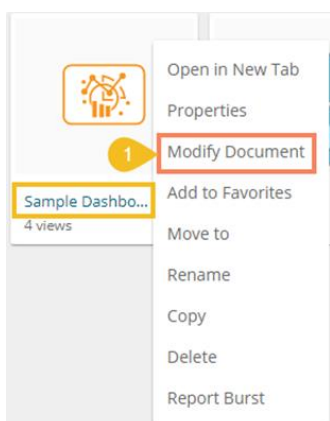 Open in New Tab
Properties
1
Modify Document
Sample Dashbo...
4 views
Add to Favorites
Move to
Rename
Copy
Delete
Report Burst